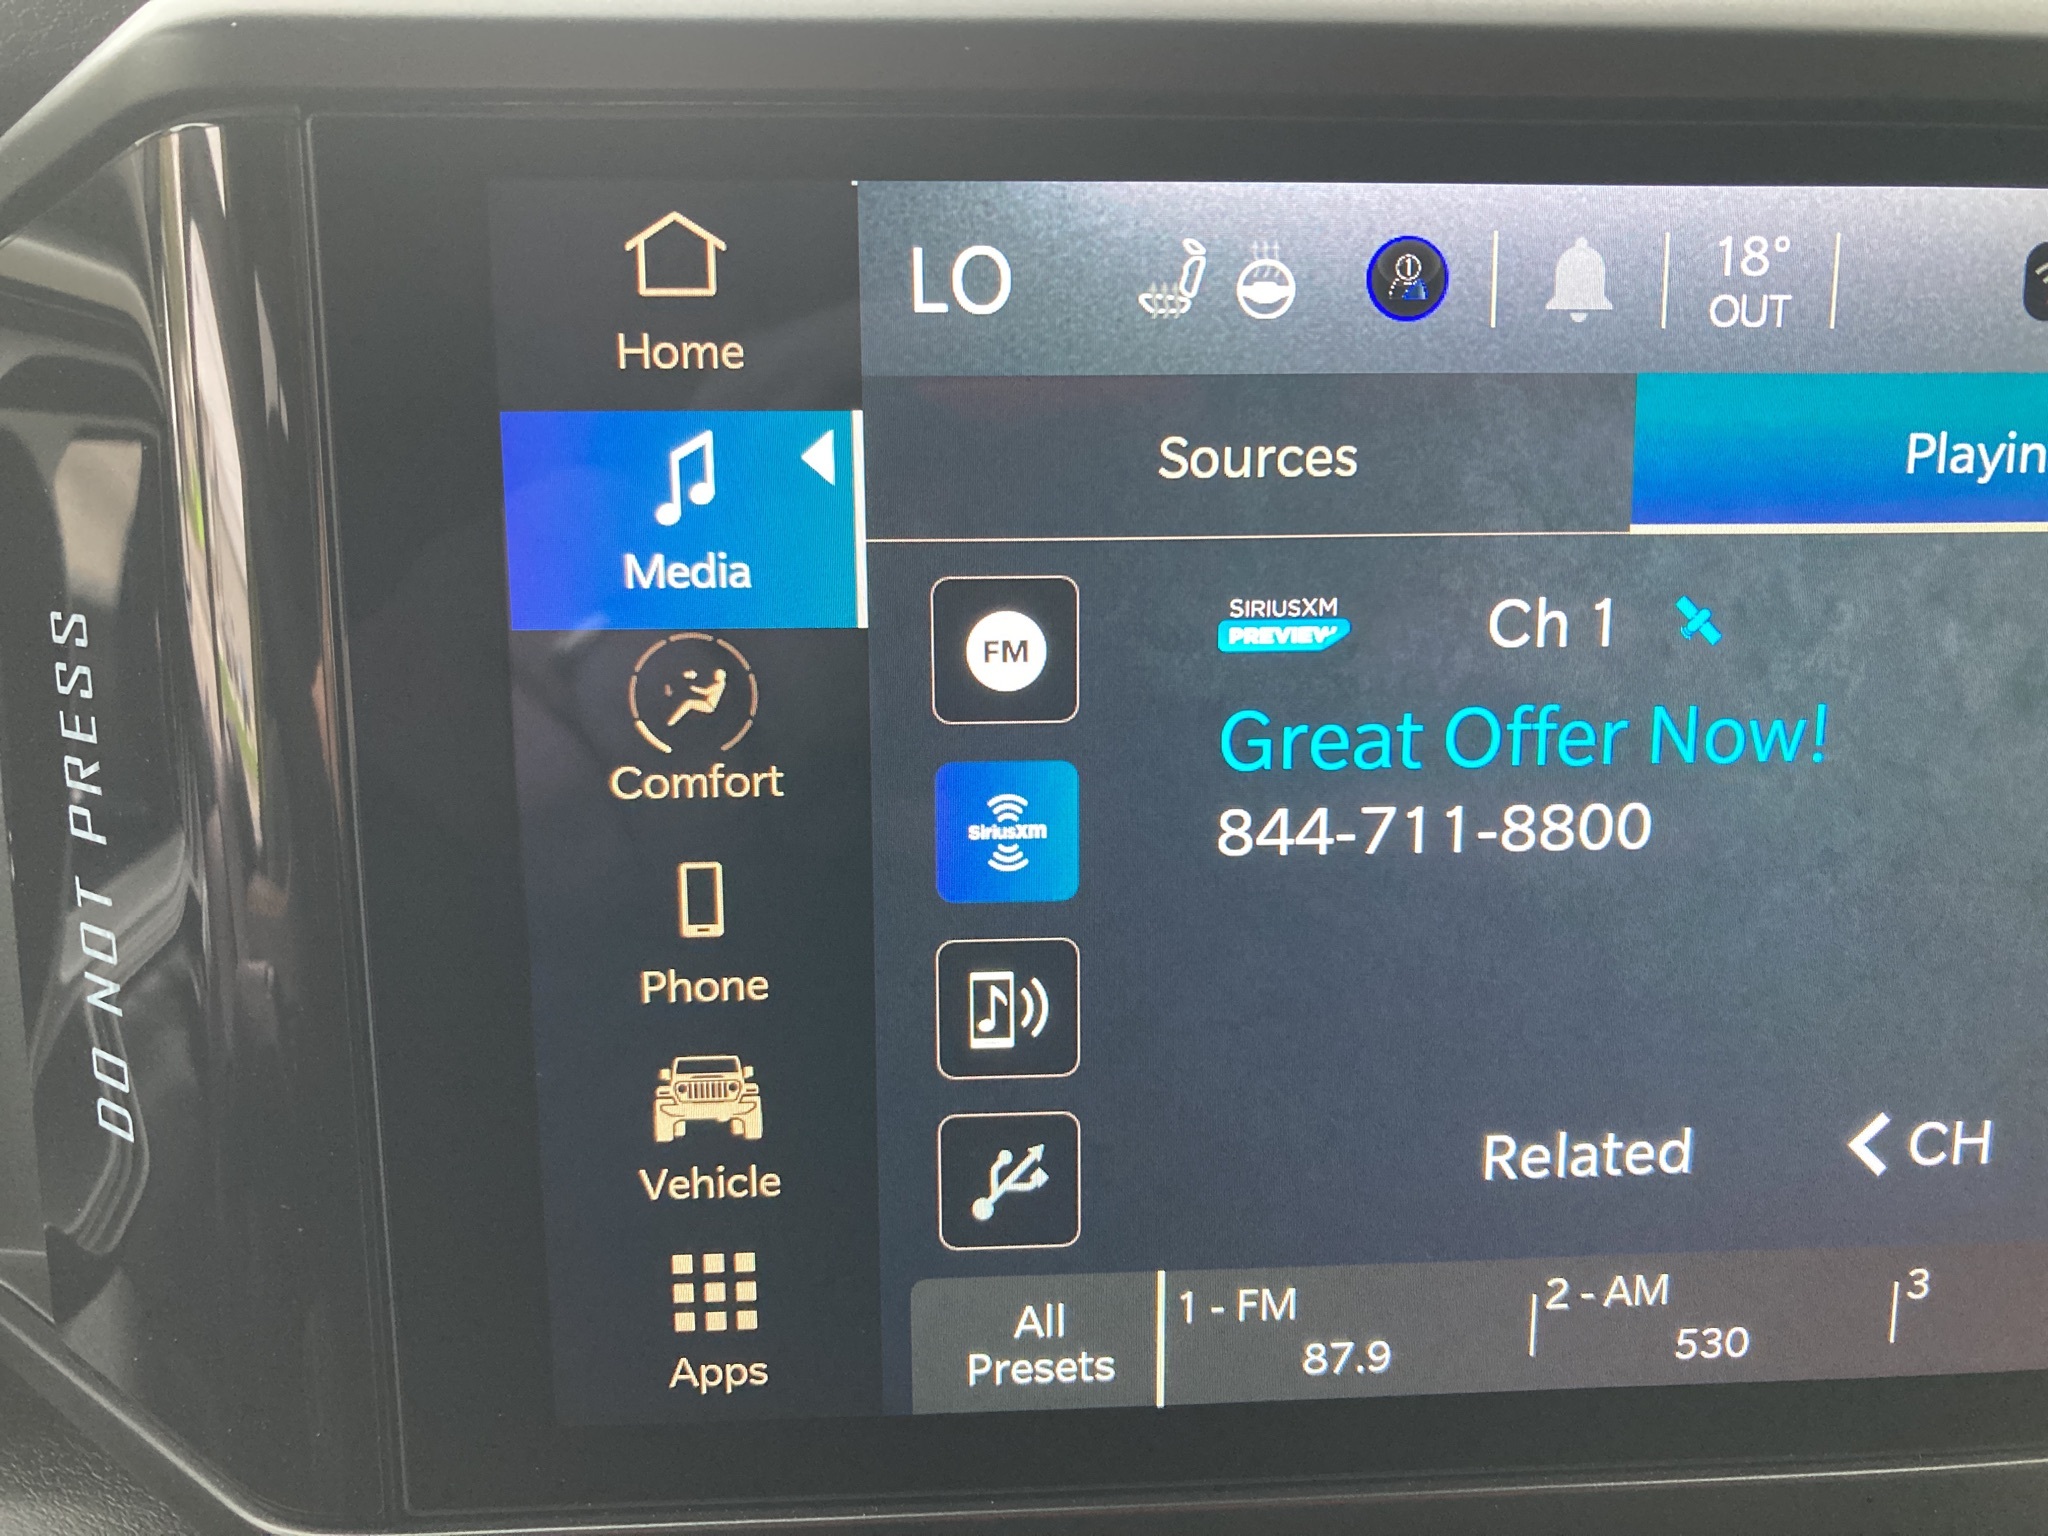 DO NOT PRESS
Home
Media
Comfort
Phone
Vehicle
Apps
LO
1
18°
OUT
Sources
Playin
FM
SiriusXM
SIRIUSXM
PREVIEW
Ch 1
Great Offer Now!
844-711-8800
Related
CH
All
Presets
1 - FM
87.9
2 - AM
530
3